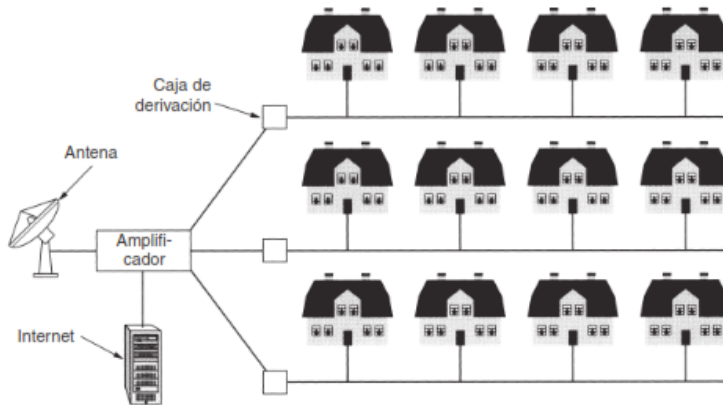 Caja de
derivación
Antena
Amplifi-
cador
Internet